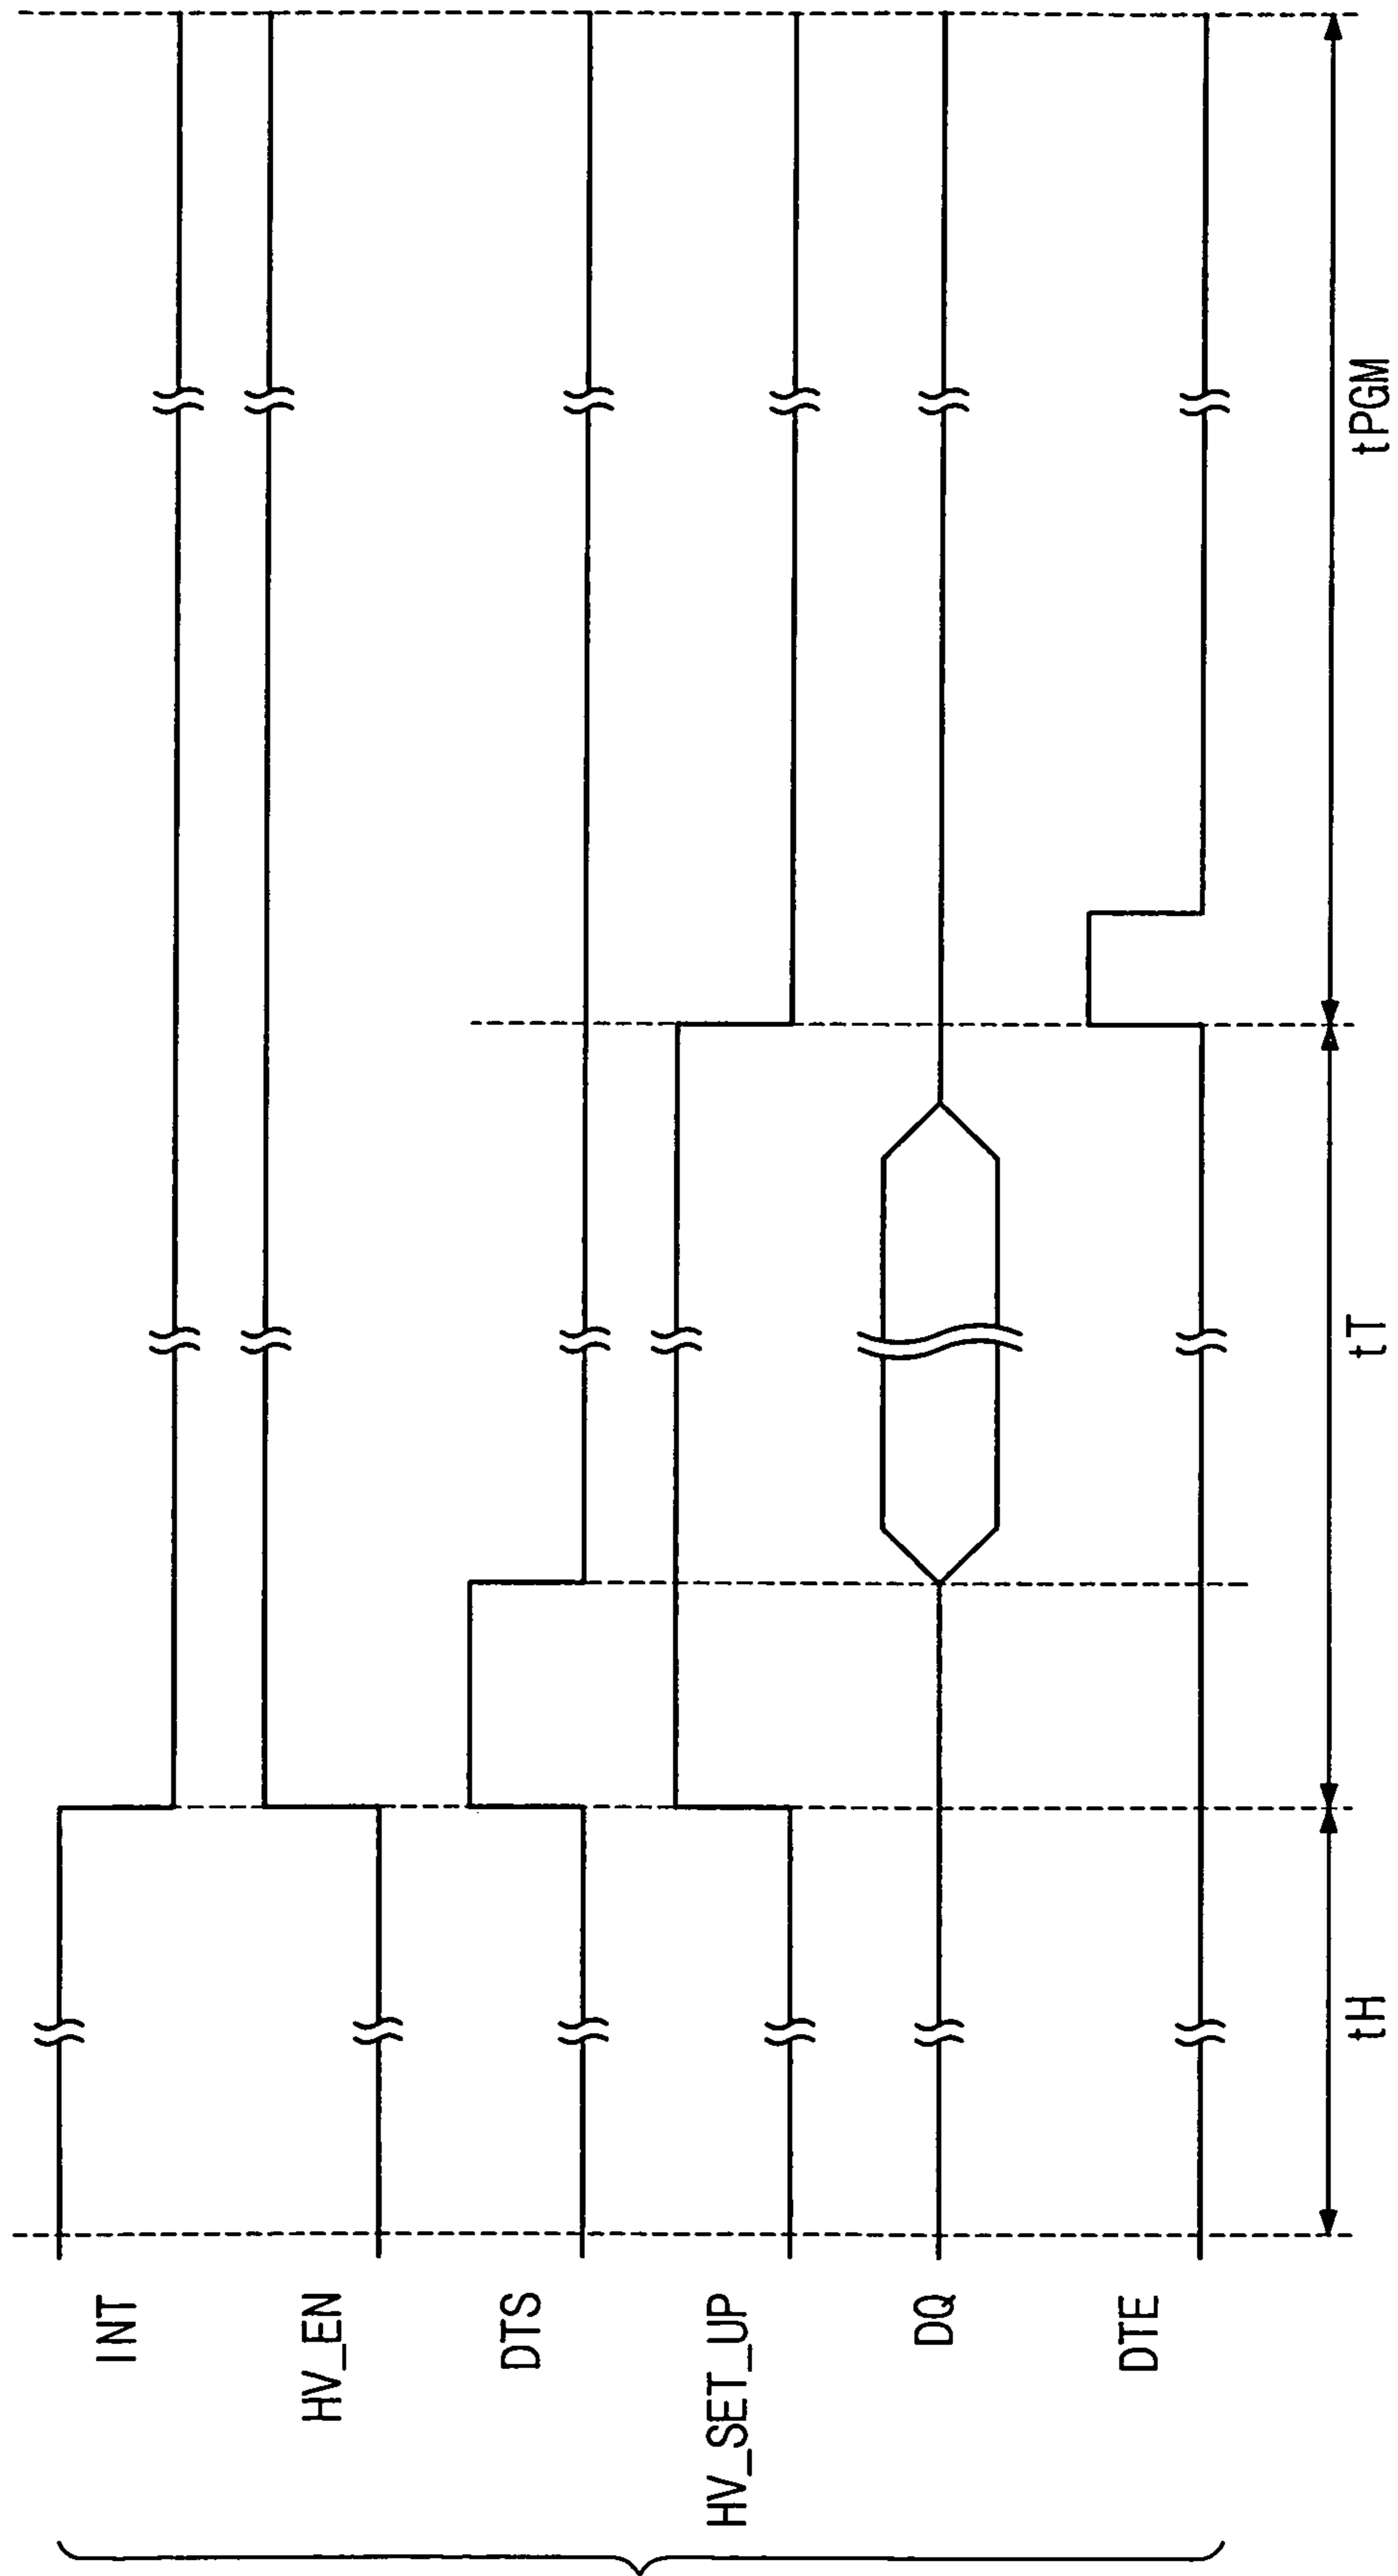 INT
HV_EN
DTS
HV_SET_UP
DQ
DTE
tH
tT
tPGM